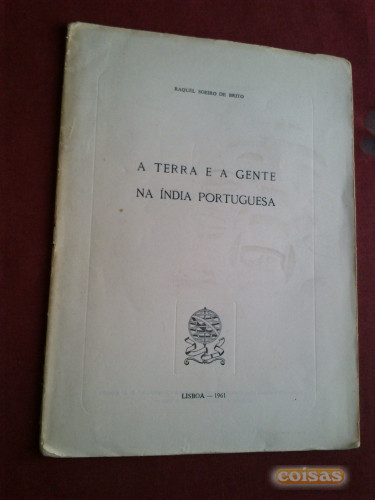 RAQUEL SOEIRO DE BRITO
A TERRA E A GENTE
NA ÍNDIA PORTUGUESA
LISBOA — 1961
coisas